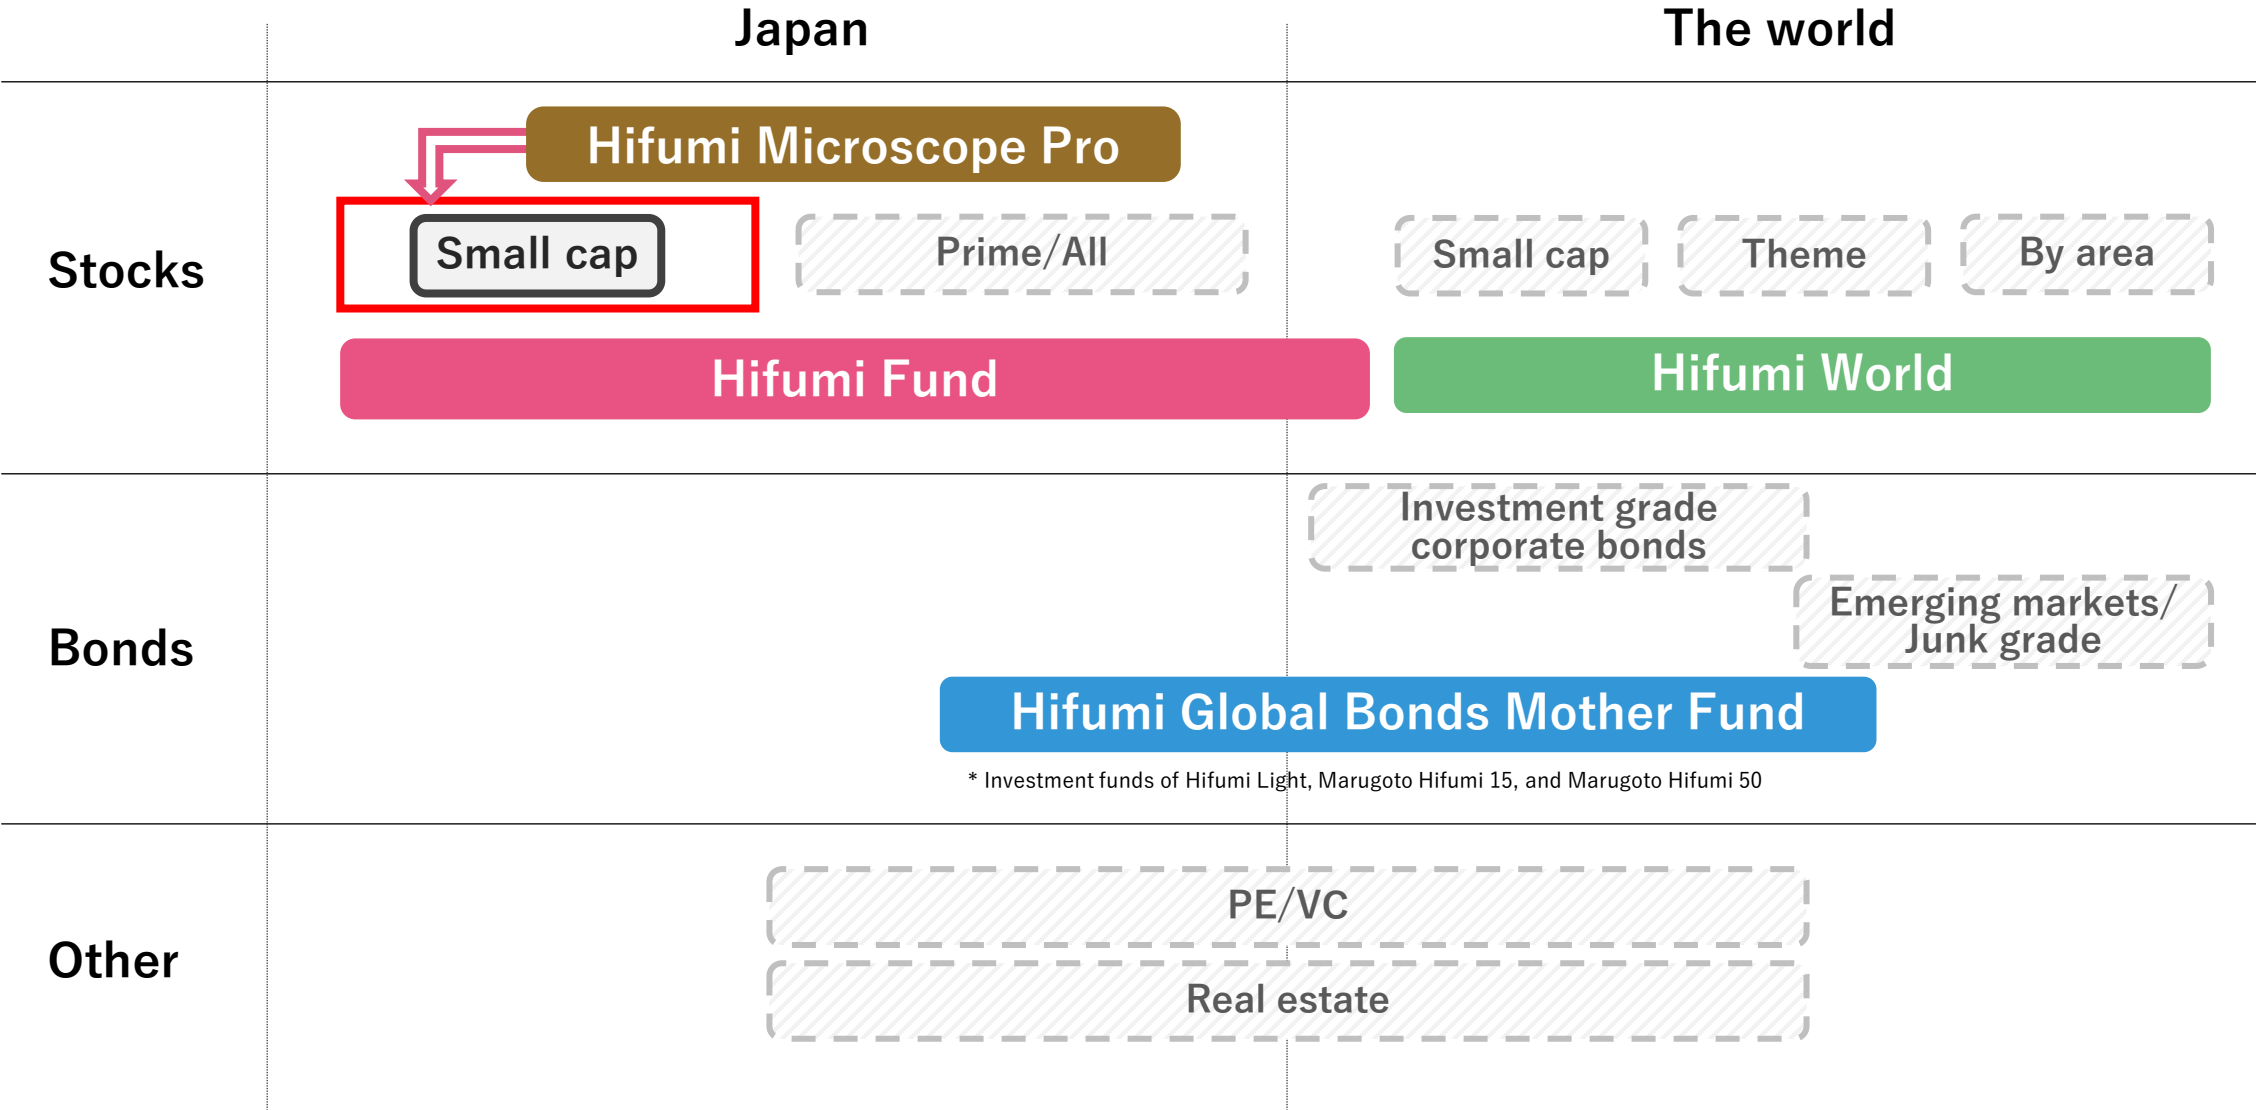 Japan
The world
Stocks
Hifumi Microscope Pro
Small cap
Prime/All
Small cap
Theme
By area
Hifumi Fund
Hifumi World
Bonds
Investment grade
corporate bonds
Emerging markets/
Junk grade
Hifumi Global Bonds Mother Fund
* Investment funds of Hifumi Light, Marugoto Hifumi 15, and Marugoto Hifumi 50
Other
PE/VC
Real estate